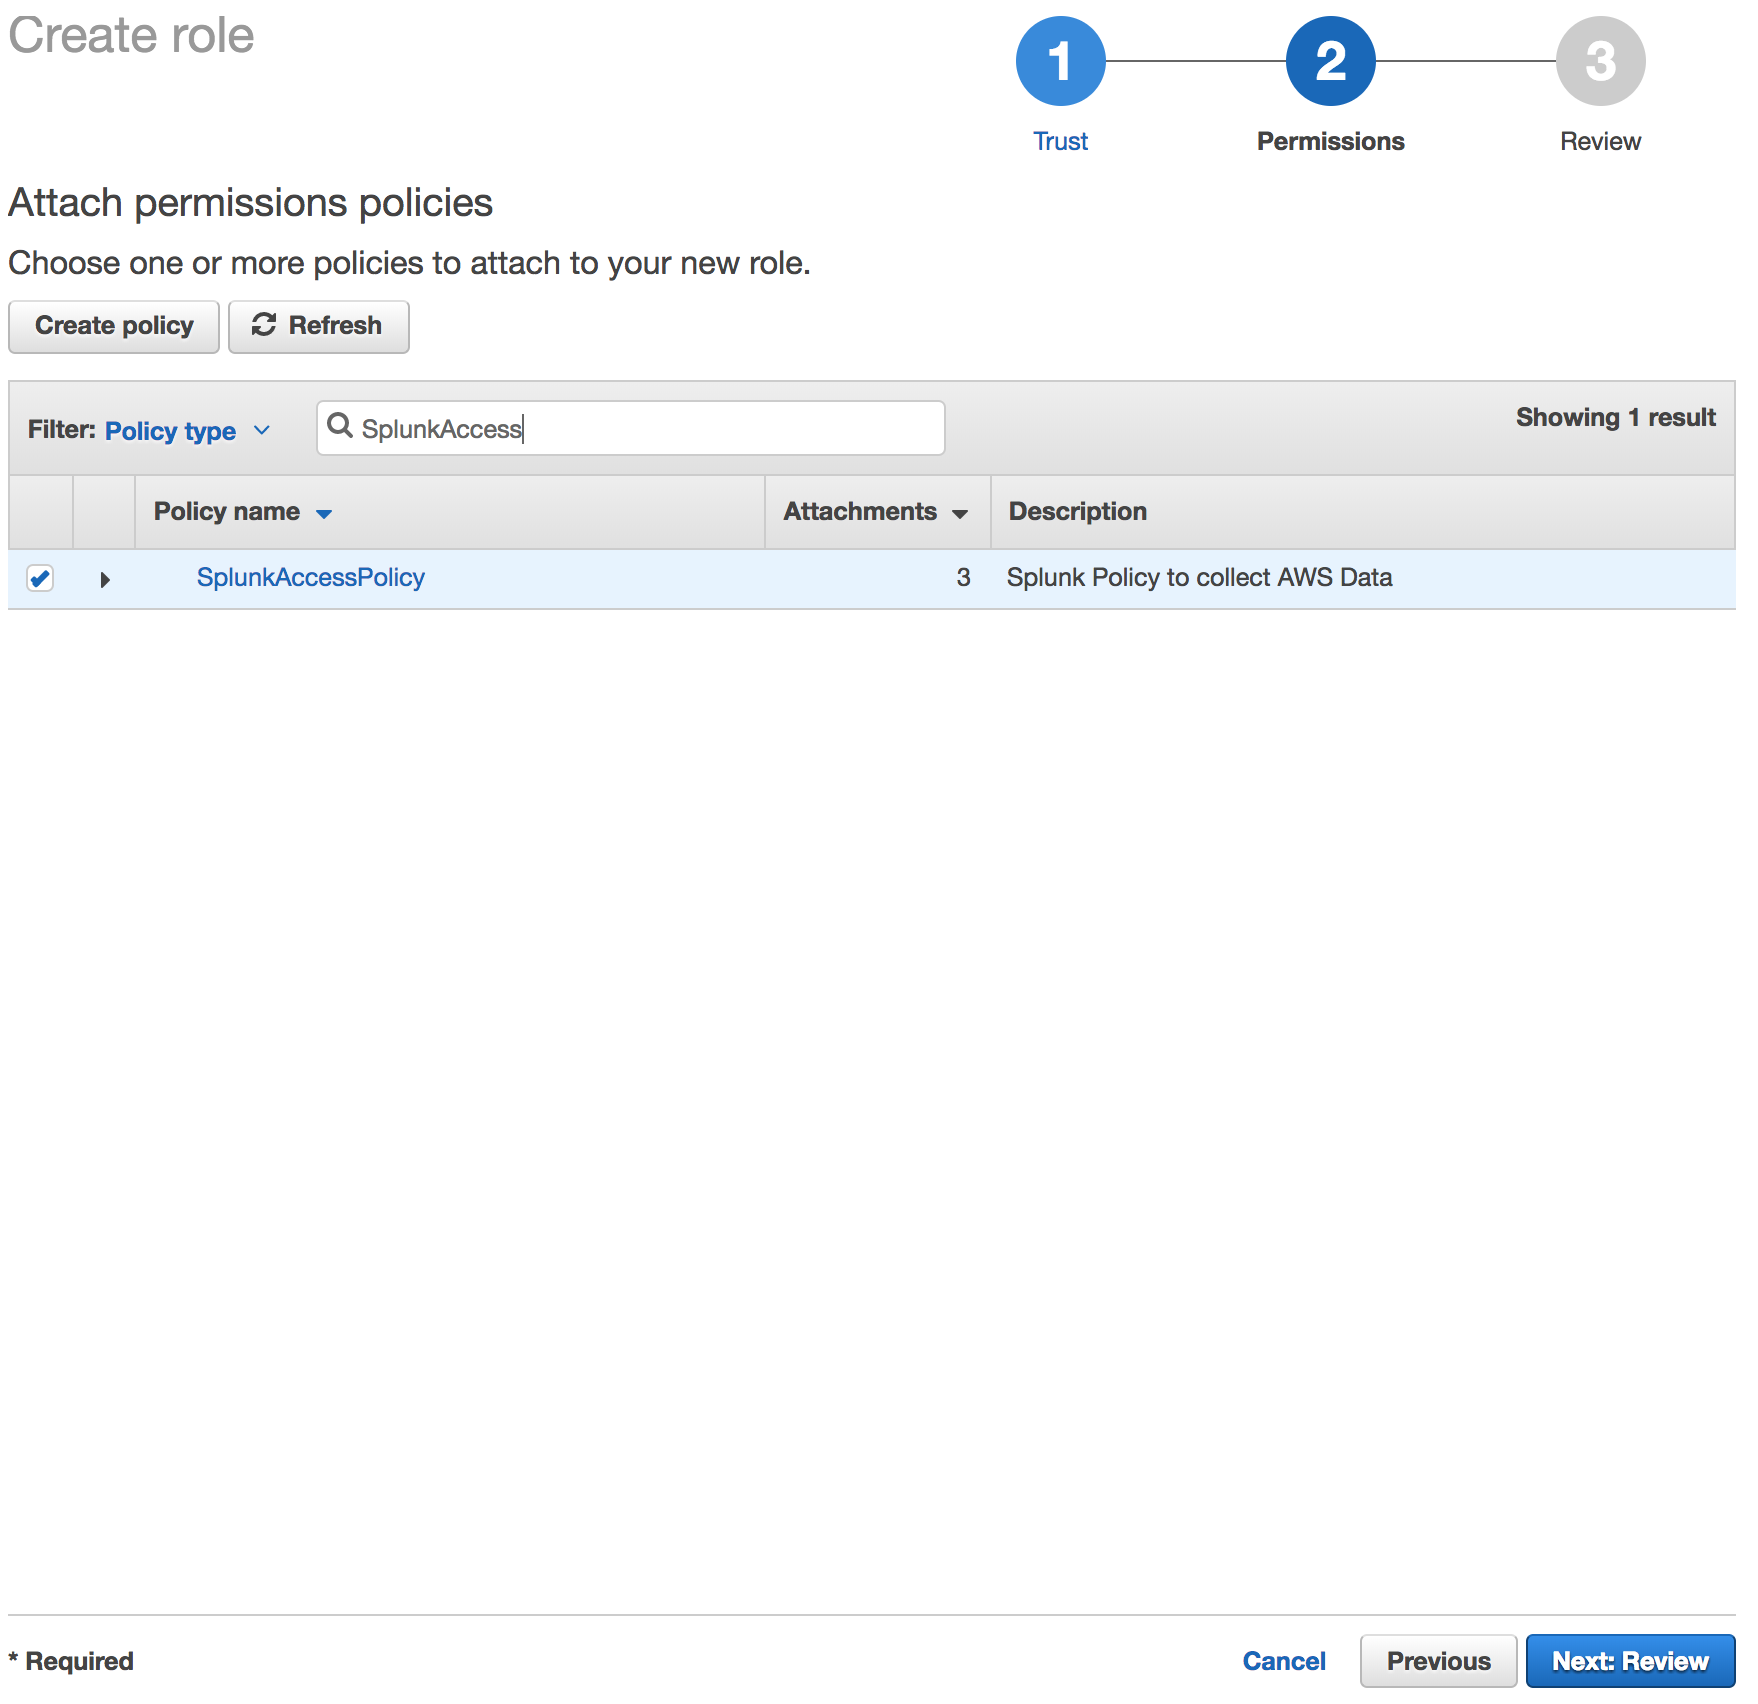 Create role
1 2 3
Trust Permissions Review
Attach permissions policies
Choose one or more policies to attach to your new role.
Create policy Refresh
Filter: Policy type SplunkAccess Showing 1 result
Policy name Attachments Description
SplunkAccessPolicy 3 Splunk Policy to collect AWS Data
* Required Cancel Previous Next: Review